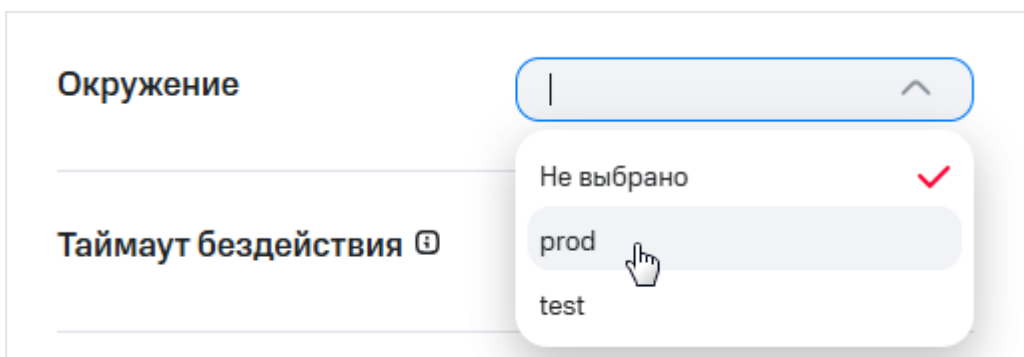 Окружение
Не выбрано
prod
Таймаут бездействия
test